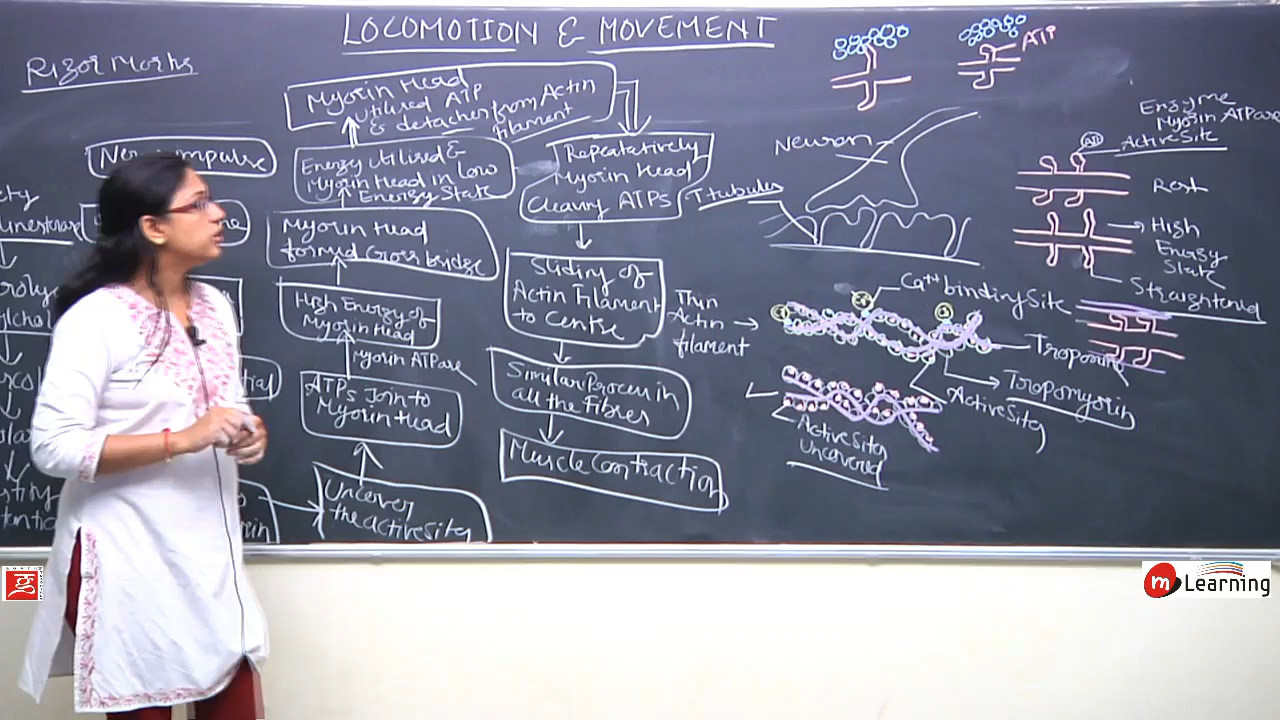 LOCOMOTION & MOVEMENT
Rigor Mortis
Nerve Impulse
Uncover
the active Sites
ATPs Join to
Myosin Head
Myosin ATPase
High Energy of
Myosin Head
Myosin Head
formed Cross bridge
Energy Utilised &
Myosin Head in Low
Energy State
Myosin Head
Utilised ATP
& detaches from Actin
filament
Repeatatively
Myosin Head
Cleaving ATPs
Sliding of
Actin Filament
to Centre
Similar Process in
all the Fibres
Muscle Contraction
ATP
Neuron
T tubules
Enzyme
Myosin ATPase
Active Site
Rest
High
Energy
State
Straightened
Ca++ binding Site
Thin
Actin
filament
Troponin
Tropomyosin
Active Sites
Active Sites
Uncovered
m Learning